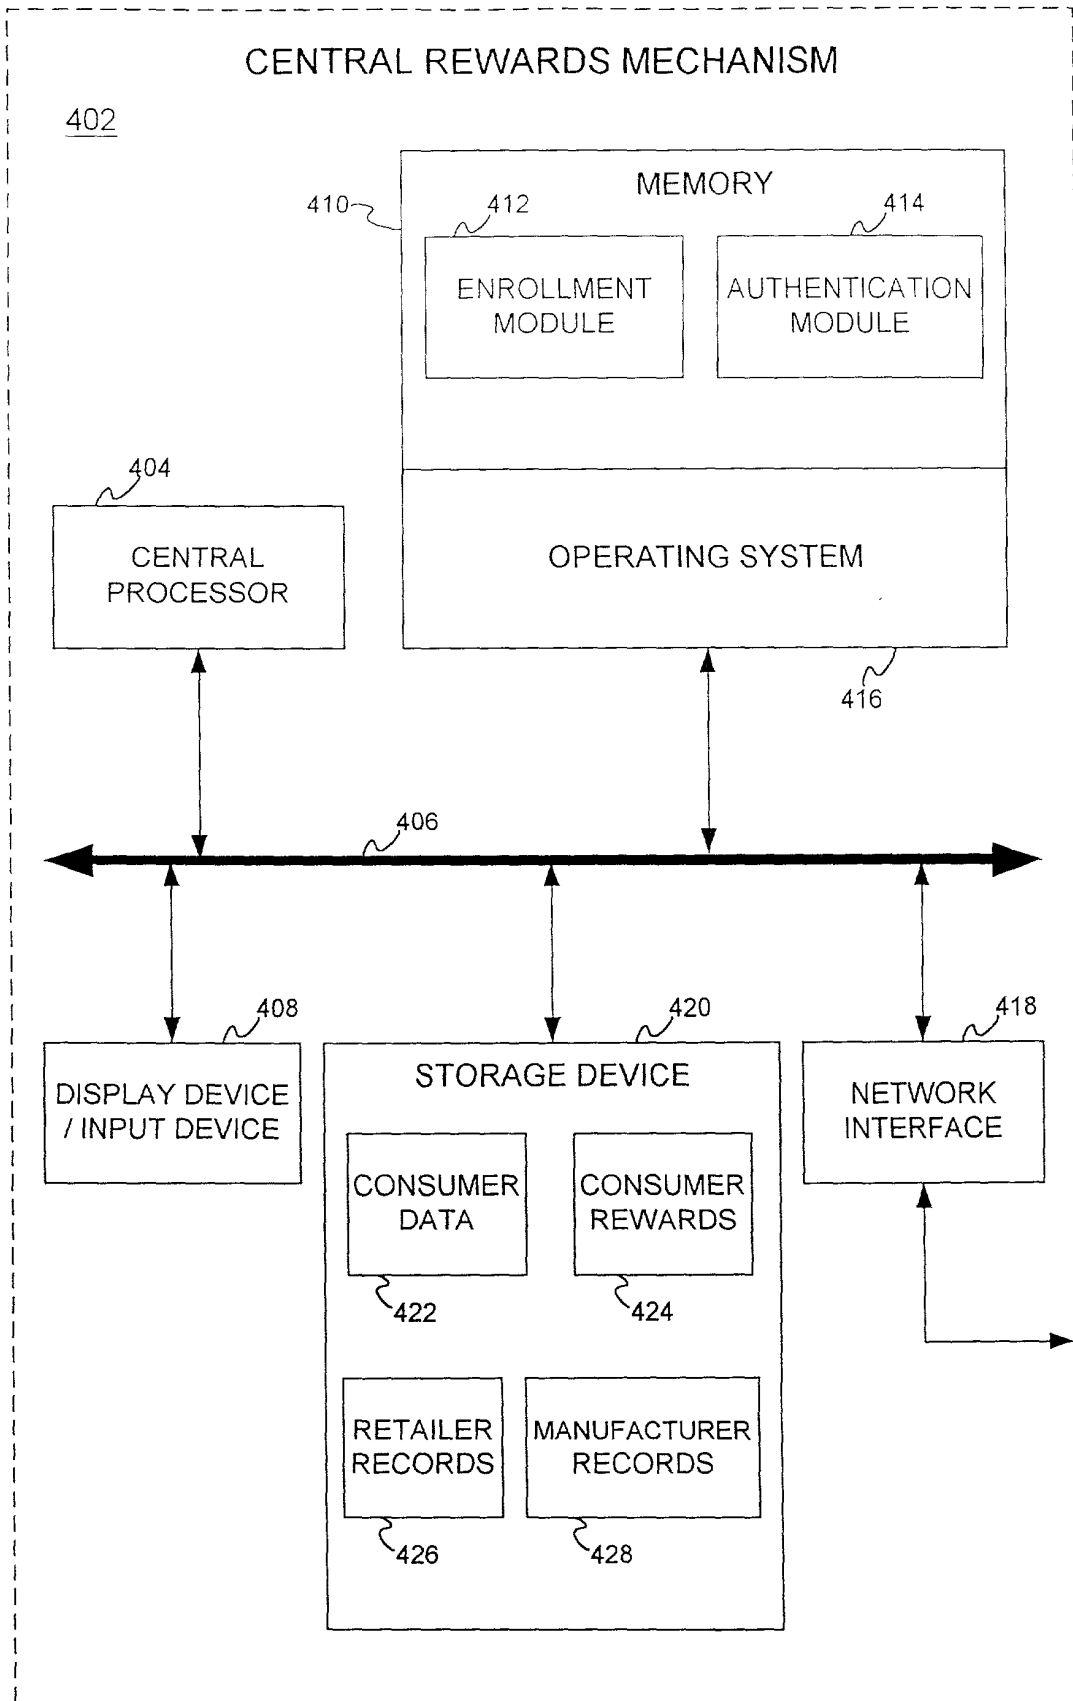 CENTRAL REWARDS MECHANISM
402
MEMORY
410
412
414
ENROLLMENT
MODULE
AUTHENTICATION
MODULE
404
CENTRAL
PROCESSOR
OPERATING SYSTEM
416
406
408
420
418
DISPLAY DEVICE
/ INPUT DEVICE
STORAGE DEVICE
NETWORK
INTERFACE
CONSUMER
DATA
CONSUMER
REWARDS
422
424
RETAILER
RECORDS
MANUFACTURER
RECORDS
426
428